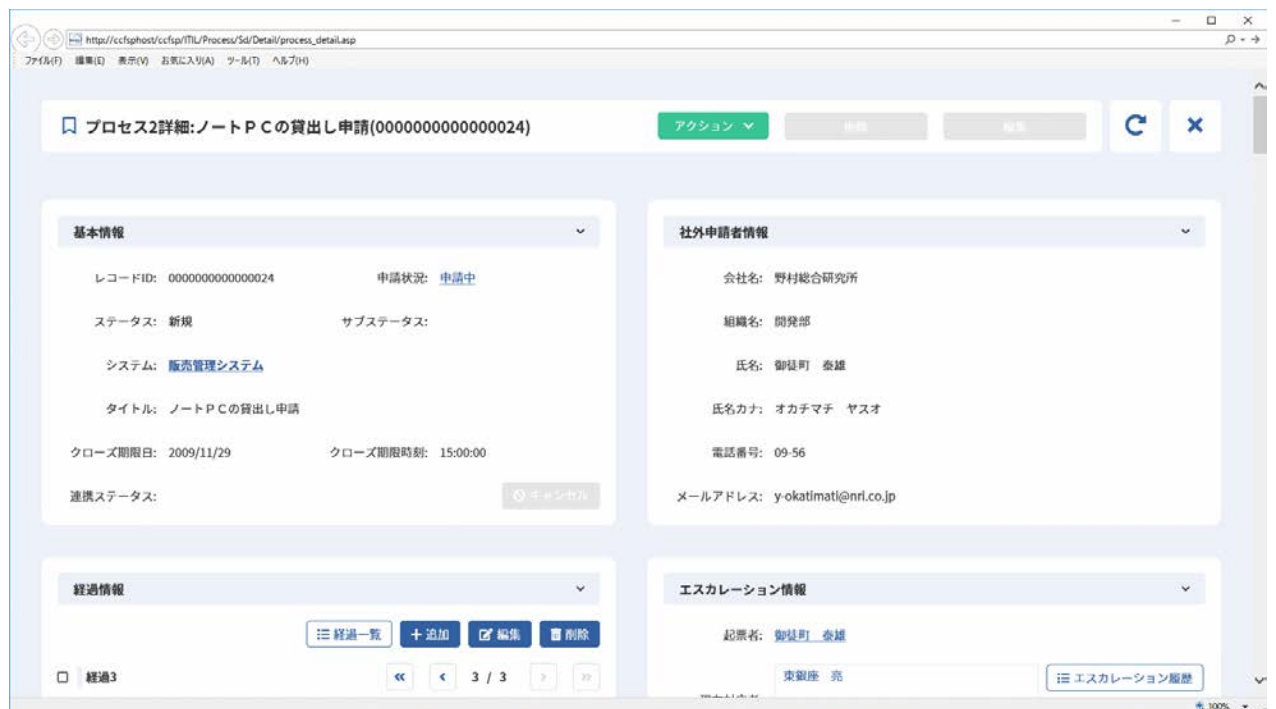 http://ccfsphost/ccfsp/ITIL/Process/Sd/Detail/process_detail.asp
ファイル(F) 編集(E) 表示(V) お気に入り(A) ツール(T) ヘルプ(H)
プロセス2詳細:ノートＰＣの貸出し申請(0000000000000024)
アクション
編集
基本情報
レコードID: 0000000000000024 申請状況: 申請中
ステータス: 新規 サブステータス:
システム: 販売管理システム
タイトル: ノートＰＣの貸出し申請
クローズ期限日: 2009/11/29 クローズ期限時刻: 15:00:00
連携ステータス: キャンセル
社外申請者情報
会社名: 野村総合研究所
組織名: 開発部
氏名: 御徒町 泰雄
氏名カナ: オカチマチ ヤスオ
電話番号: 09-56
メールアドレス: y-okatimati@nri.co.jp
経過情報
経過一覧 追加 編集 削除
経過3 3 / 3
エスカレーション情報
起票者: 御徒町 泰雄
東銀座 亮 エスカレーション履歴
100%